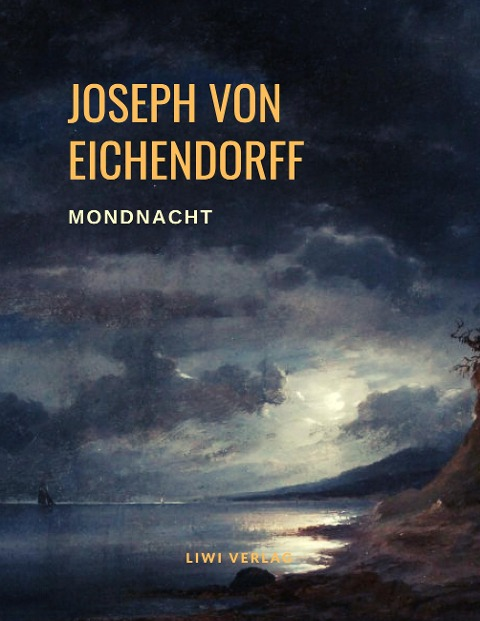 JOSEPH VON
EICHENDORFF
MONDNACHT
LIWI VERLAG